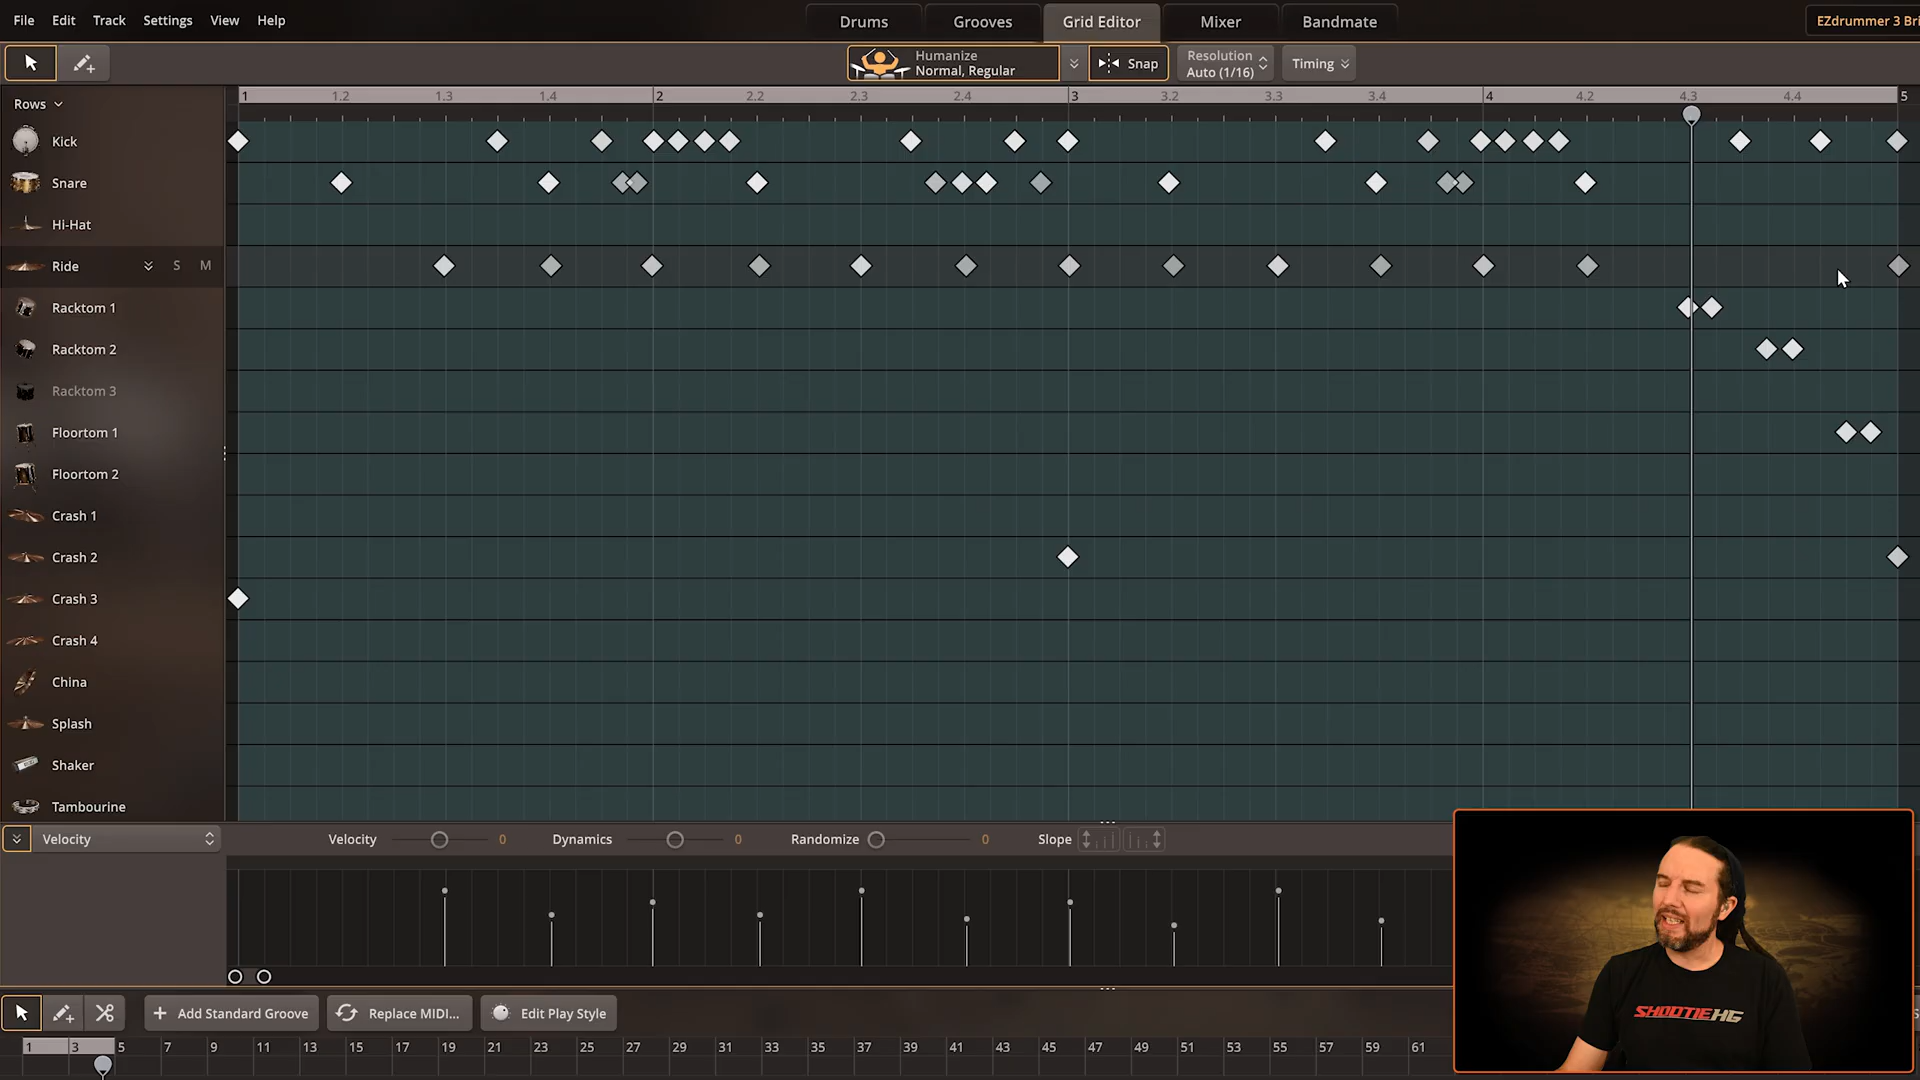 File Edit Track Settings View Help
Drums Grooves Grid Editor Mixer Bandmate
EZdrummer 3 Bri
Humanize
Normal, Regular
Snap
Resolution
Auto (1/16)
Timing
Rows
1 1.2 1.3 1.4 2 2.2 2.3 2.4 3 3.2 3.3 3.4 4 4.2 4.3 4.4 5
Kick
Snare
Hi-Hat
Ride S M
Racktom 1
Racktom 2
Racktom 3
Floortom 1
Floortom 2
Crash 1
Crash 2
Crash 3
Crash 4
China
Splash
Shaker
Tambourine
Velocity
Velocity 0 Dynamics 0 Randomize 0 Slope
SHOOTIEHG
Add Standard Groove Replace MIDI... Edit Play Style
1 3 5 7 9 11 13 15 17 19 21 23 25 27 29 31 33 35 37 39 41 43 45 47 49 51 53 55 57 59 61